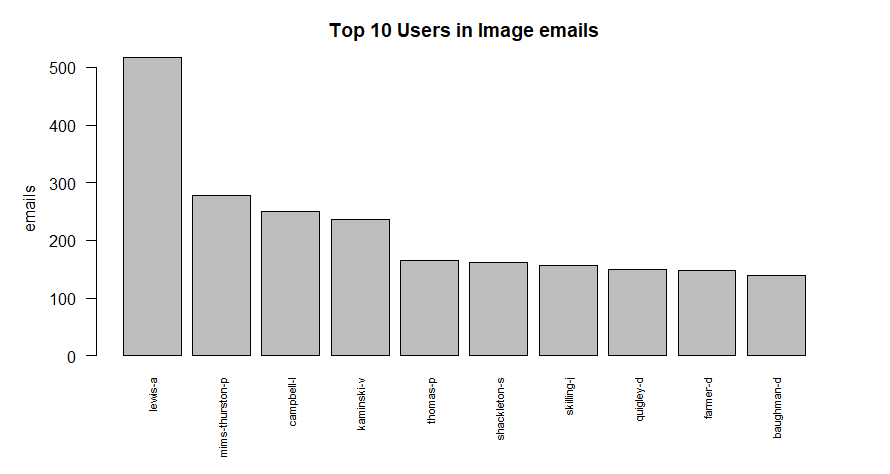 Top 10 Users in Image emails
emails
500
400
300
200
100
0
lewis-a
mims-thurston-p
campbell-l
kaminski-v
thomas-p
shackleton-s
skilling-j
quigley-d
farmer-d
baughman-d